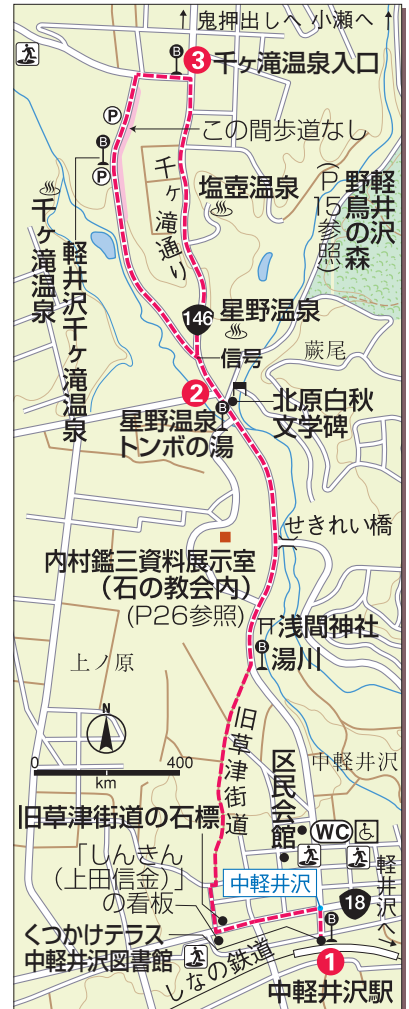 ↑鬼押出しへ 小瀬へ↑
B
3
千ヶ滝温泉入口
P
この間歩道なし
B
P
千ヶ滝通り
塩壺温泉
軽井沢
野鳥の森
(P15参照)
千ヶ滝温泉
軽井沢千ヶ滝温泉
146
星野温泉
信号
蕨尾
2
B
北原白秋
文学碑
星野温泉
トンボの湯
せきれい橋
内村鑑三資料展示室
(石の教会内)
(P26参照)
浅間神社
B
湯川
上ノ原
旧草津街道
中軽井沢
N
0
400
km
区民会館
WC
旧草津街道の石標
「しんきん
(上田信金)」
の看板
中軽井沢
18
軽井沢へ
B
くつかけテラス
中軽井沢図書館
しなの鉄道
1
中軽井沢駅